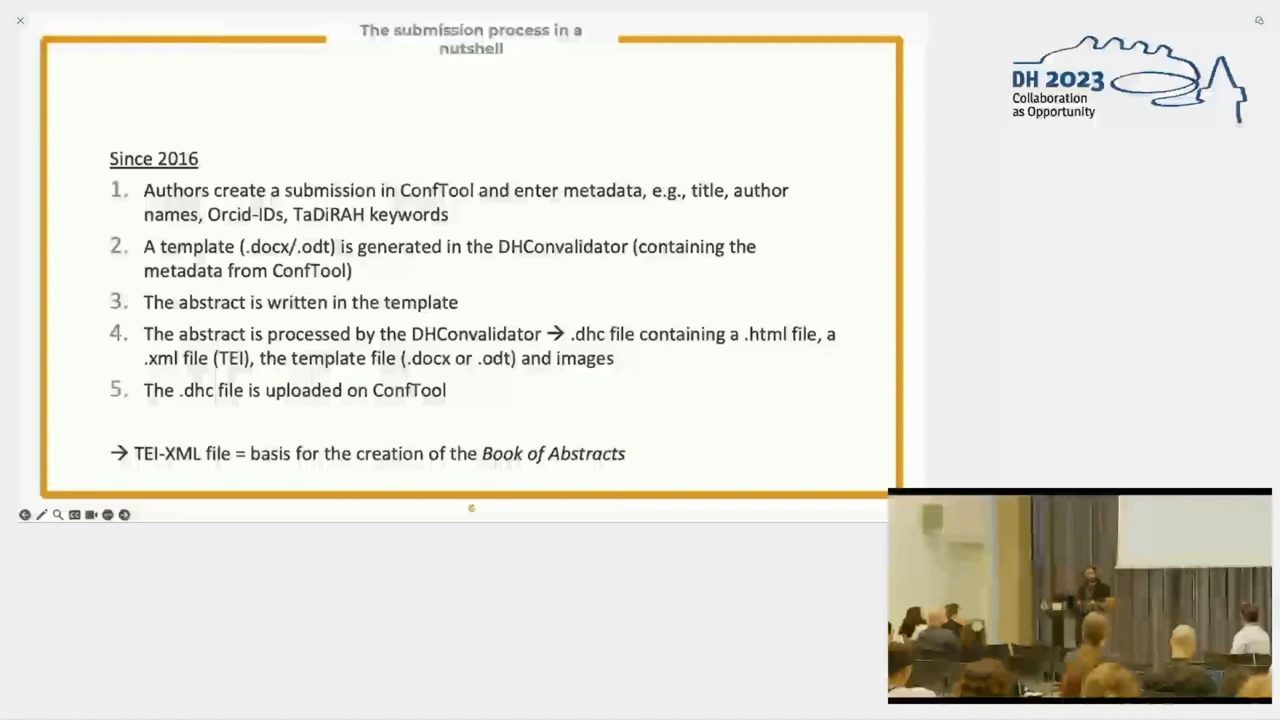 The submission process in a
nutshell
DH 2023
Collaboration
as Opportunity
Since 2016
1. Authors create a submission in ConfTool and enter metadata, e.g., title, author
names, Orcid-IDs, TaDiRAH keywords
2. A template (.docx/.odt) is generated in the DHConvalidator (containing the
metadata from ConfTool)
3. The abstract is written in the template
4. The abstract is processed by the DHConvalidator → .dhc file containing a .html file, a
.xml file (TEI), the template file (.docx or .odt) and images
5. The .dhc file is uploaded on ConfTool
→ TEI-XML file = basis for the creation of the Book of Abstracts